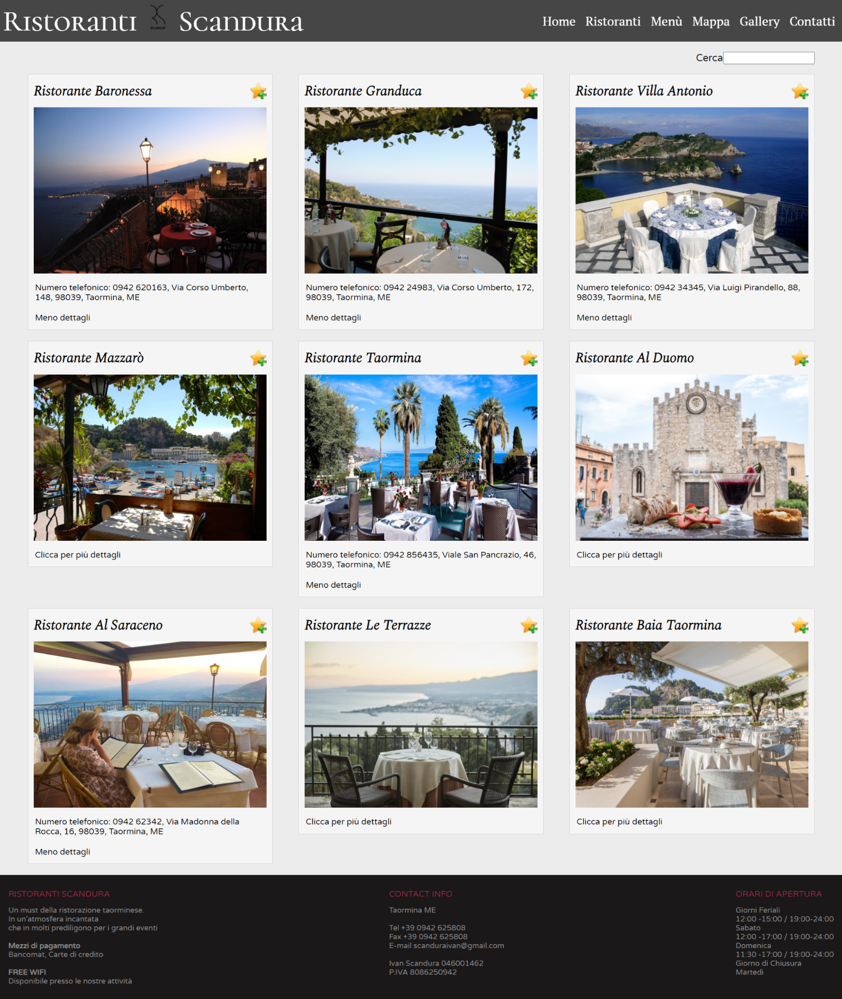 Ristoranti RS GROUP Scandura
Home Ristoranti Menù Mappa Gallery Contatti
Cerca
Ristorante Baronessa
Numero telefonico: 0942 620163, Via Corso Umberto,
148, 98039, Taormina, ME
Meno dettagli
Ristorante Granduca
Numero telefonico: 0942 24983, Via Corso Umberto, 172,
98039, Taormina, ME
Meno dettagli
Ristorante Villa Antonio
Numero telefonico: 0942 34345, Via Luigi Pirandello, 88,
98039, Taormina, ME
Meno dettagli
Ristorante Mazzarò
Clicca per più dettagli
Ristorante Taormina
Numero telefonico: 0942 856435, Viale San Pancrazio, 46,
98039, Taormina, ME
Meno dettagli
Ristorante Al Duomo
Clicca per più dettagli
Ristorante Al Saraceno
Numero telefonico: 0942 62342, Via Madonna della
Rocca, 16, 98039, Taormina, ME
Meno dettagli
Ristorante Le Terrazze
Clicca per più dettagli
Ristorante Baia Taormina
Clicca per più dettagli
RISTORANTI SCANDURA
Un must della ristorazione taorminese.
In un'atmosfera incantata
che in molti prediligono per i grandi eventi
Mezzi di pagamento
Bancomat, Carte di credito
FREE WIFI
Disponibile presso le nostre attività
CONTACT INFO
Taormina ME
Tel +39 0942 625808
Fax +39 0942 625808
E-mail scanduraivan@gmail.com
Ivan Scandura 046001462
P.IVA 8086250942
ORARI DI APERTURA
Giorni Feriali
12:00 -15:00 / 19:00-24:00
Sabato
12:00 -17:00 / 19:00-24:00
Domenica
11:30 -17:00 / 19:00-24:00
Giorno di Chiusura
Martedì